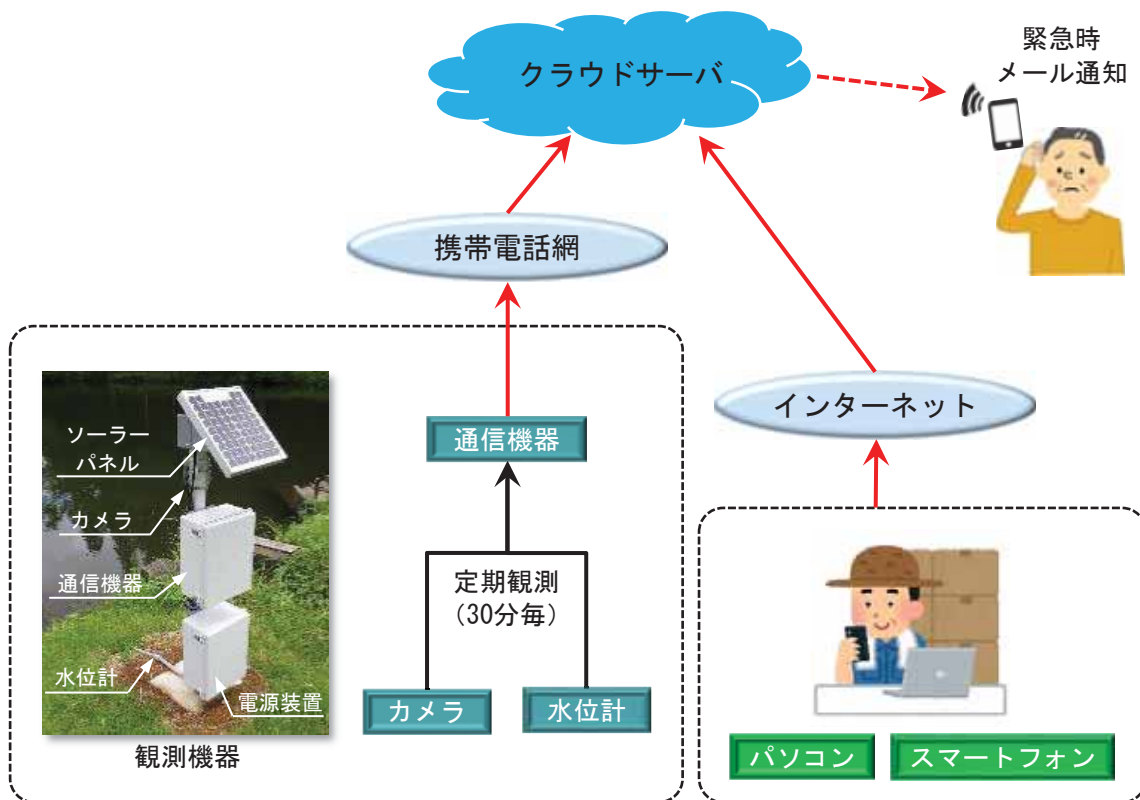 クラウドサーバ
緊急時
メール通知
携帯電話網
インターネット
ソーラー
パネル
カメラ
通信機器
水位計
電源装置
観測機器
通信機器
定期観測
（30分毎）
カメラ
水位計
パソコン
スマートフォン